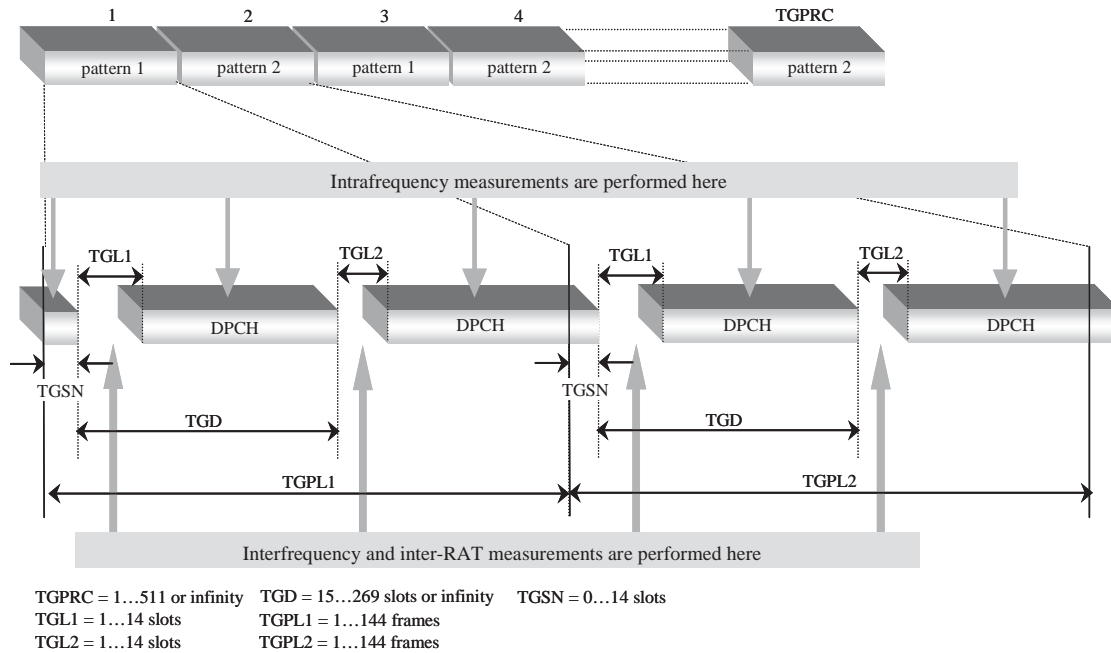 1 2 3 4 TGPRC
pattern 1 pattern 2 pattern 1 pattern 2 pattern 2
Intrafrequency measurements are performed here
TGL1 TGL2 TGL1 TGL2
DPCH DPCH DPCH DPCH
TGSN TGSN
TGD TGD
TGPL1 TGPL2
Interfrequency and inter-RAT measurements are performed here
TGPRC = 1…511 or infinity TGD = 15…269 slots or infinity TGSN = 0…14 slots
TGL1 = 1…14 slots TGPL1 = 1…144 frames
TGL2 = 1…14 slots TGPL2 = 1…144 frames